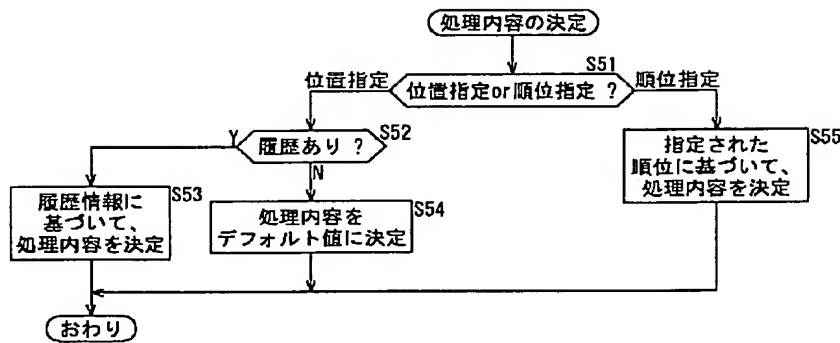 処理内容の決定
S51
位置指定
位置指定or順位指定 ?
順位指定
S52
Y
履歴あり ?
N
S55
指定された
順位に基づいて、
処理内容を決定
S53
履歴情報に
基づいて、
処理内容を決定
S54
処理内容を
デフォルト値に決定
おわり